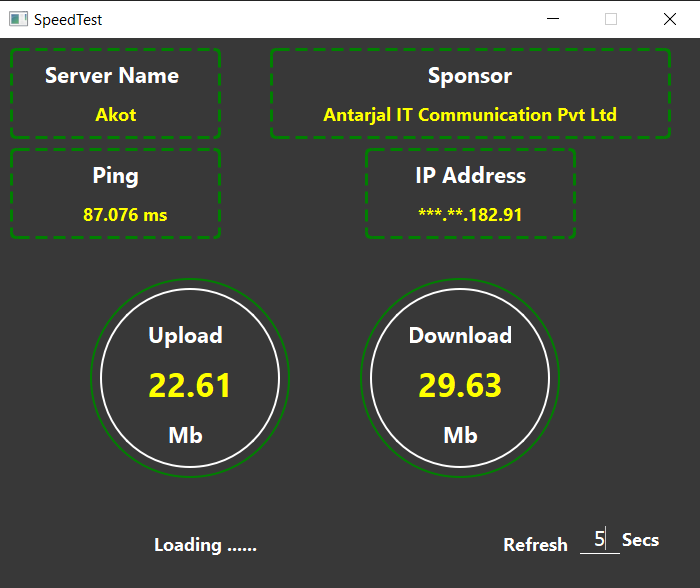 SpeedTest
Server Name
Akot
Sponsor
Antarjal IT Communication Pvt Ltd
Ping
87.076 ms
IP Address
***.**.182.91
Upload
22.61
Mb
Download
29.63
Mb
Loading ......
Refresh 5 Secs